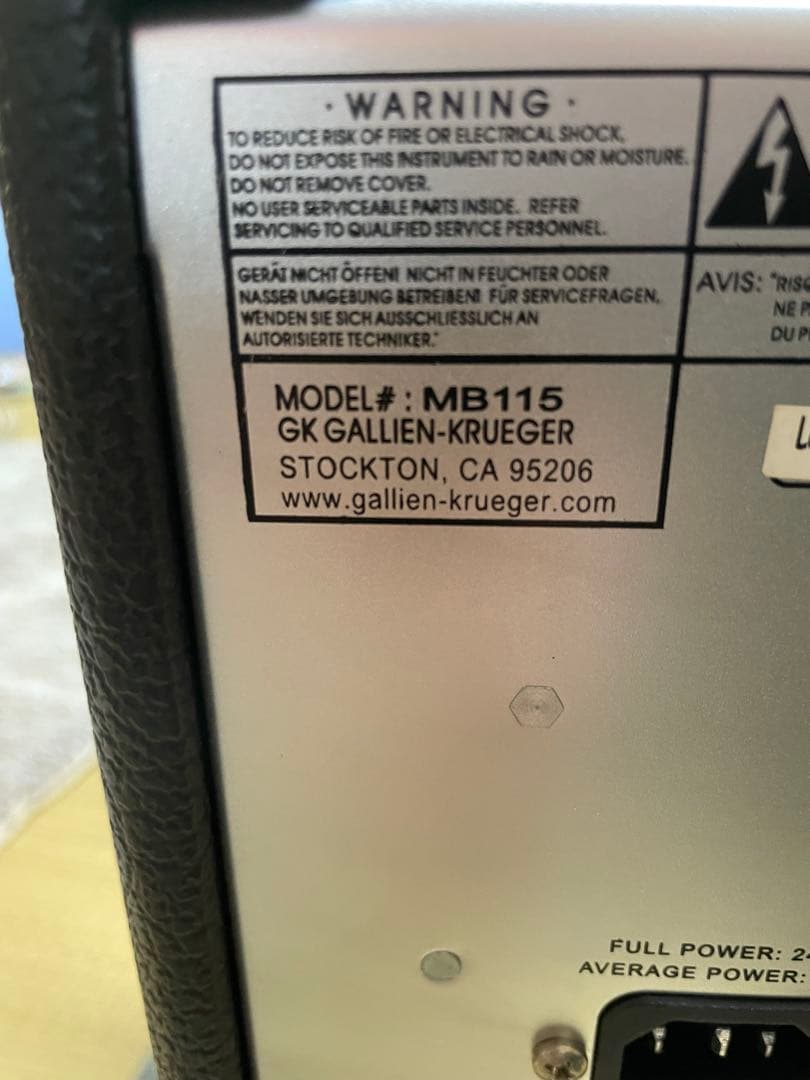 · WARNING ·
TO REDUCE RISK OF FIRE OR ELECTRICAL SHOCK,
DO NOT EXPOSE THIS INSTRUMENT TO RAIN OR MOISTURE.
DO NOT REMOVE COVER.
NO USER SERVICEABLE PARTS INSIDE. REFER
SERVICING TO QUALIFIED SERVICE PERSONNEL.
GERÄT NICHT ÖFFEN! NICHT IN FEUCHTER ODER
NASSER UMGEBUNG BETREIBEN! FÜR SERVICEFRAGEN,
WENDEN SIE SICH AUSSCHLIESSLICH AN
AUTORISIERTE TECHNIKER."
AVIS:
NE
DU
MODEL# : MB115
GK GALLIEN-KRUEGER
STOCKTON, CA 95206
www.gallien-krueger.com
FULL POWER:
AVERAGE POWER: